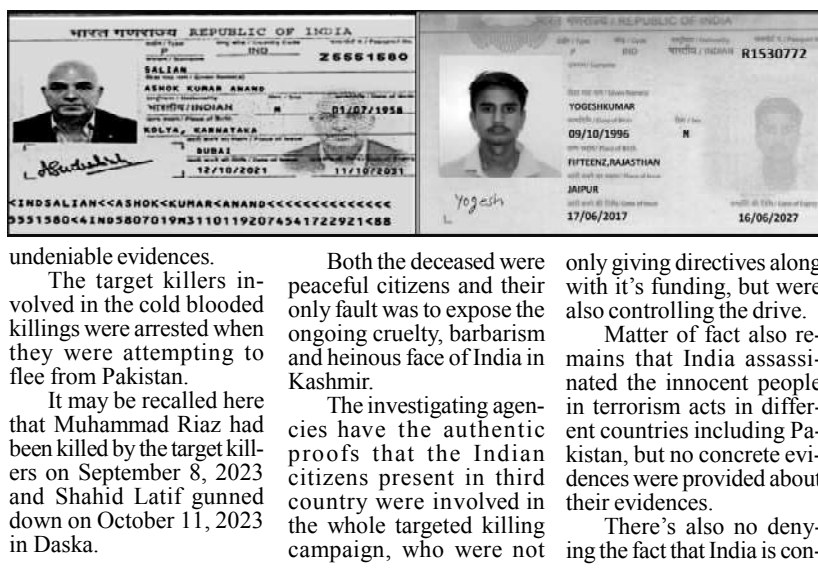 भारत गणराज्य REPUBLIC OF INDIA
P IND Z6551580
SALIAN
ASHOK KUMAR ANAND
भारतीय/INDIAN M 01/07/1958
KOLYA, KARNATAKA
DUBAI
12/10/2021 11/10/2031
<INDSALIAN<<ASHOK<KUMAR<ANAND<<<<<<<<<<<<<<<
5551580<4IND5807019M3110119207454172 2921<88
भारत गणराज्य / REPUBLIC OF INDIA
P IND भारतीय / INDIAN R1530772
YOGESHKUMAR
09/10/1996 M
FIFTEENZ,RAJASTHAN
JAIPUR
17/06/2017 16/06/2027
Yogesh
undeniable evidences.
The target killers in-
volved in the cold blooded
killings were arrested when
they were attempting to
flee from Pakistan.
It may be recalled here
that Muhammad Riaz had
been killed by the target kill-
ers on September 8, 2023
and Shahid Latif gunned
down on October 11, 2023
in Daska.
Both the deceased were
peaceful citizens and their
only fault was to expose the
ongoing cruelty, barbarism
and heinous face of India in
Kashmir.
The investigating agen-
cies have the authentic
proofs that the Indian
citizens present in third
country were involved in
the whole targeted killing
campaign, who were not
only giving directives along
with it's funding, but were
also controlling the drive.
Matter of fact also re-
mains that India assassi-
nated the innocent people
in terrorism acts in differ-
ent countries including Pa-
kistan, but no concrete evi-
dences were provided about
their evidences.
There's also no deny-
ing the fact that India is con-